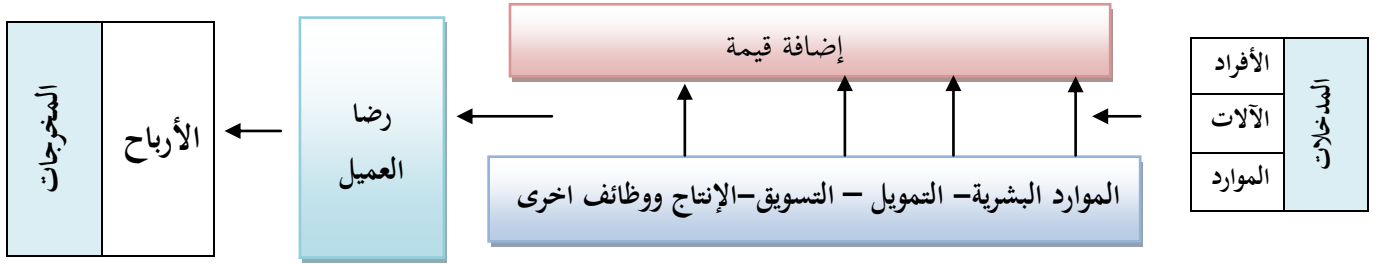 المدخلات
الأفراد
الآلات
الموارد
إضافة قيمة
الموارد البشرية– التمويل – التسويق–الإنتاج ووظائف اخرى
رضا
العميل
الأرباح
المخرجات